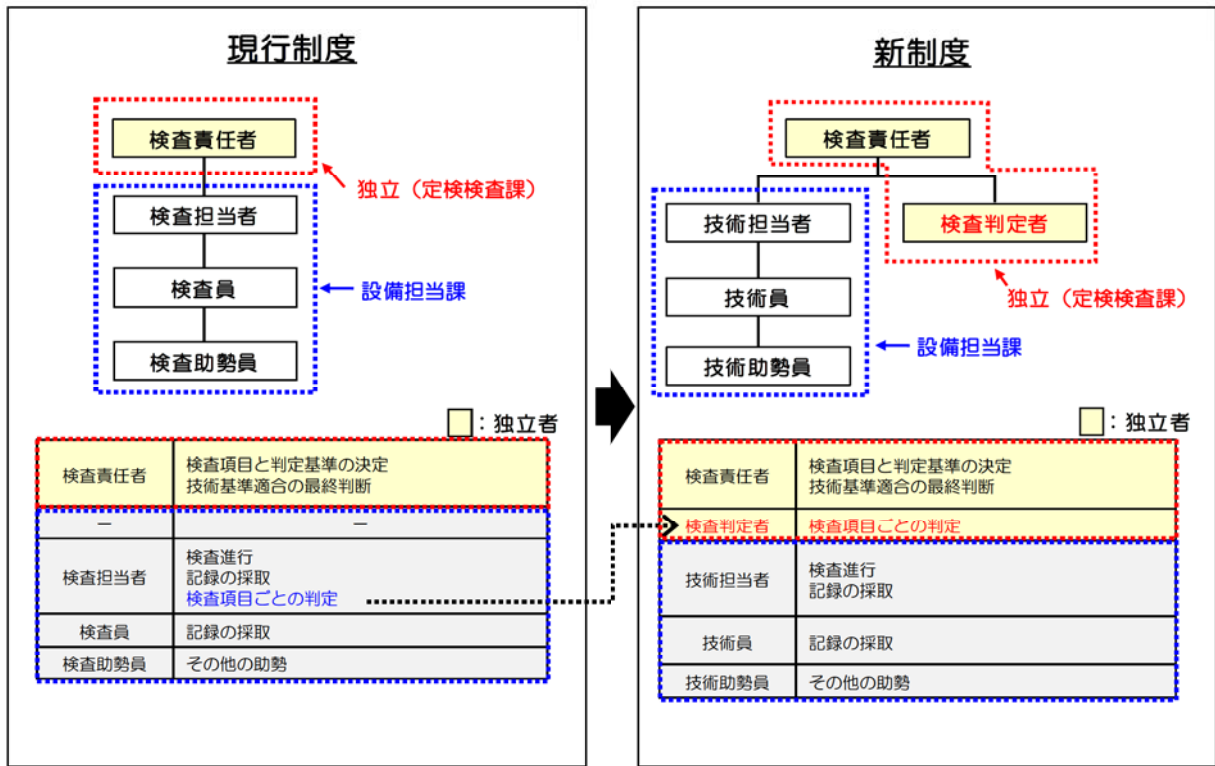 現行制度
検査責任者
独立（定検検査課）
検査担当者
検査員
設備担当課
検査助勢員
：独立者
検査責任者
検査項目と判定基準の決定
技術基準適合の最終判断
－
－
検査担当者
検査進行
記録の採取
検査項目ごとの判定
検査員
記録の採取
検査助勢員
その他の助勢
新制度
検査責任者
技術担当者
検査判定者
技術員
独立（定検検査課）
設備担当課
技術助勢員
：独立者
検査責任者
検査項目と判定基準の決定
技術基準適合の最終判断
検査判定者
検査項目ごとの判定
技術担当者
検査進行
記録の採取
技術員
記録の採取
技術助勢員
その他の助勢